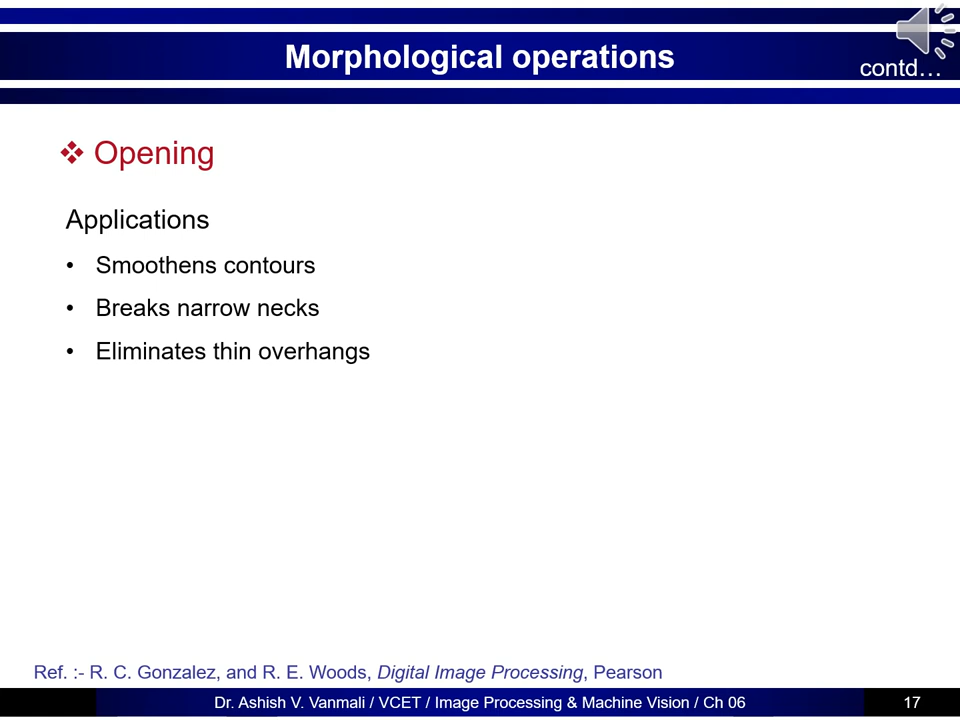 Morphological operations
contd…
❖ Opening
Applications
• Smoothens contours
• Breaks narrow necks
• Eliminates thin overhangs
Ref. :- R. C. Gonzalez, and R. E. Woods, Digital Image Processing, Pearson
Dr. Ashish V. Vanmali / VCET / Image Processing & Machine Vision / Ch 06
17